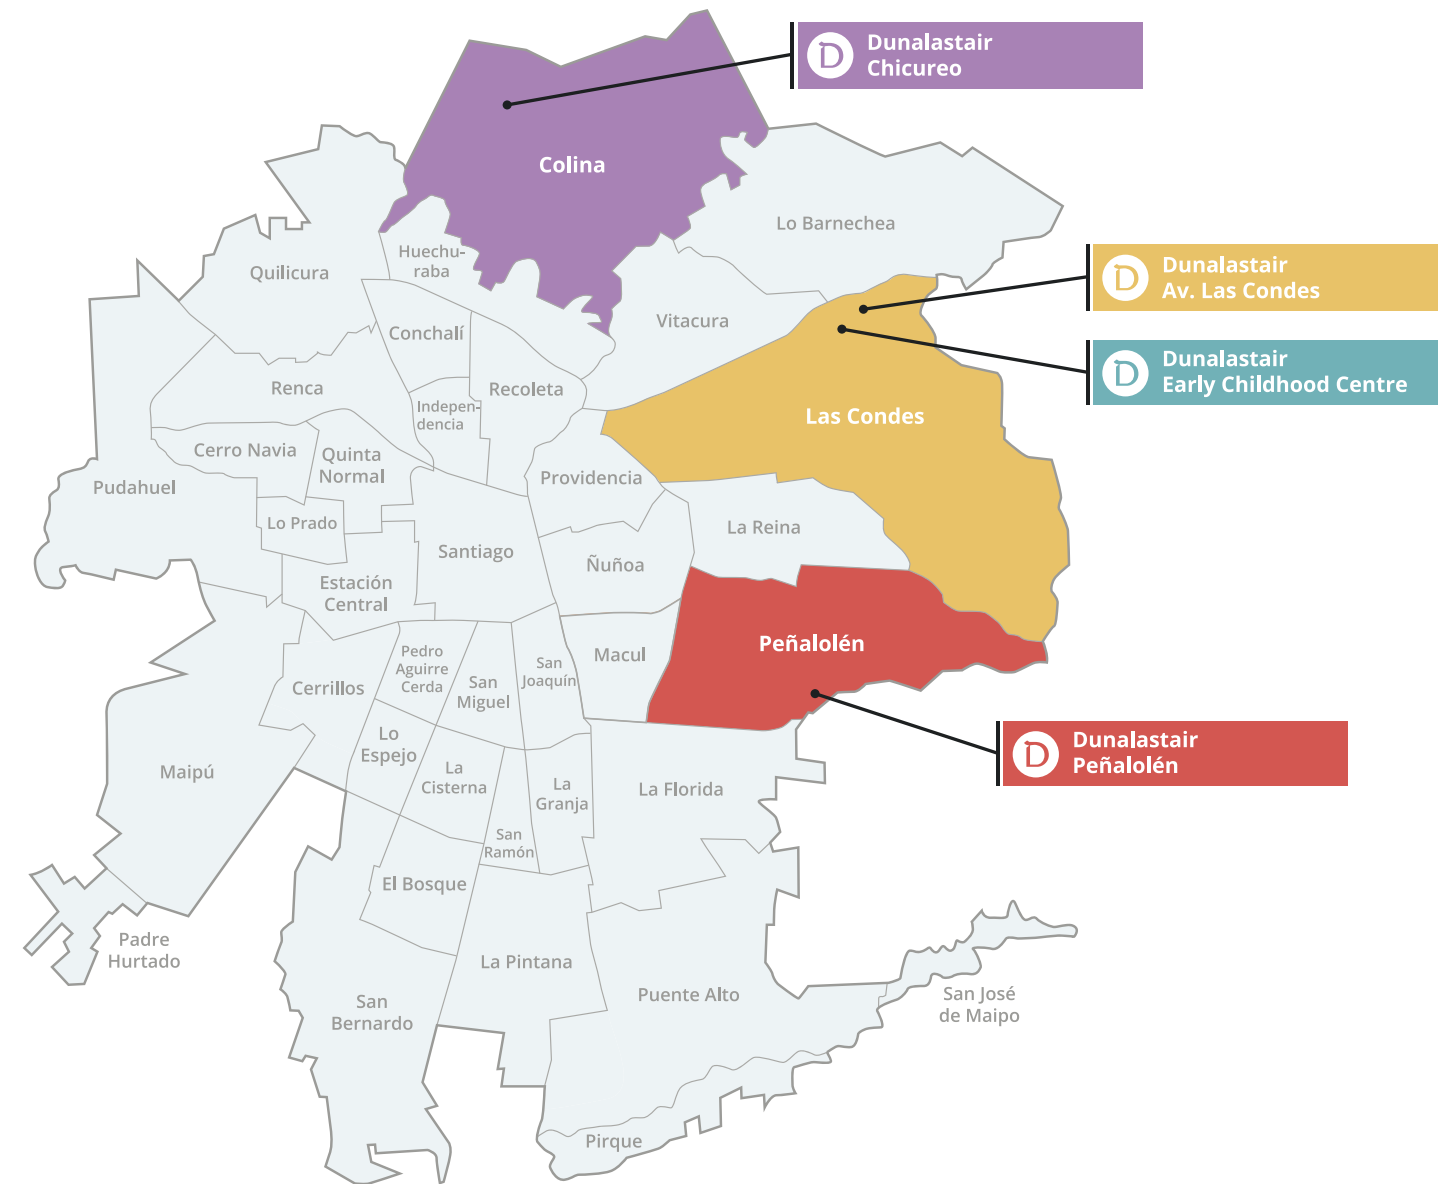 D
Dunalastair
Chicureo
Colina
Lo Barnechea
Huechu-
raba
Quilicura
D
Dunalastair
Av. Las Condes
Vitacura
Conchalí
D
Dunalastair
Early Childhood Centre
Renca
Recoleta
Indepen-
dencia
Las Condes
Cerro Navia
Quinta
Normal
Providencia
Pudahuel
Lo Prado
La Reina
Santiago
Ñuñoa
Estación
Central
Peñalolén
Pedro
Aguirre
Cerda
San
Joaquín
Macul
Cerrillos
San
Miguel
D
Dunalastair
Peñalolén
Lo
Espejo
Maipú
La
Cisterna
La
Granja
La Florida
San
Ramón
El Bosque
Padre
Hurtado
La Pintana
Puente Alto
San José
de Maipo
San
Bernardo
Pirque